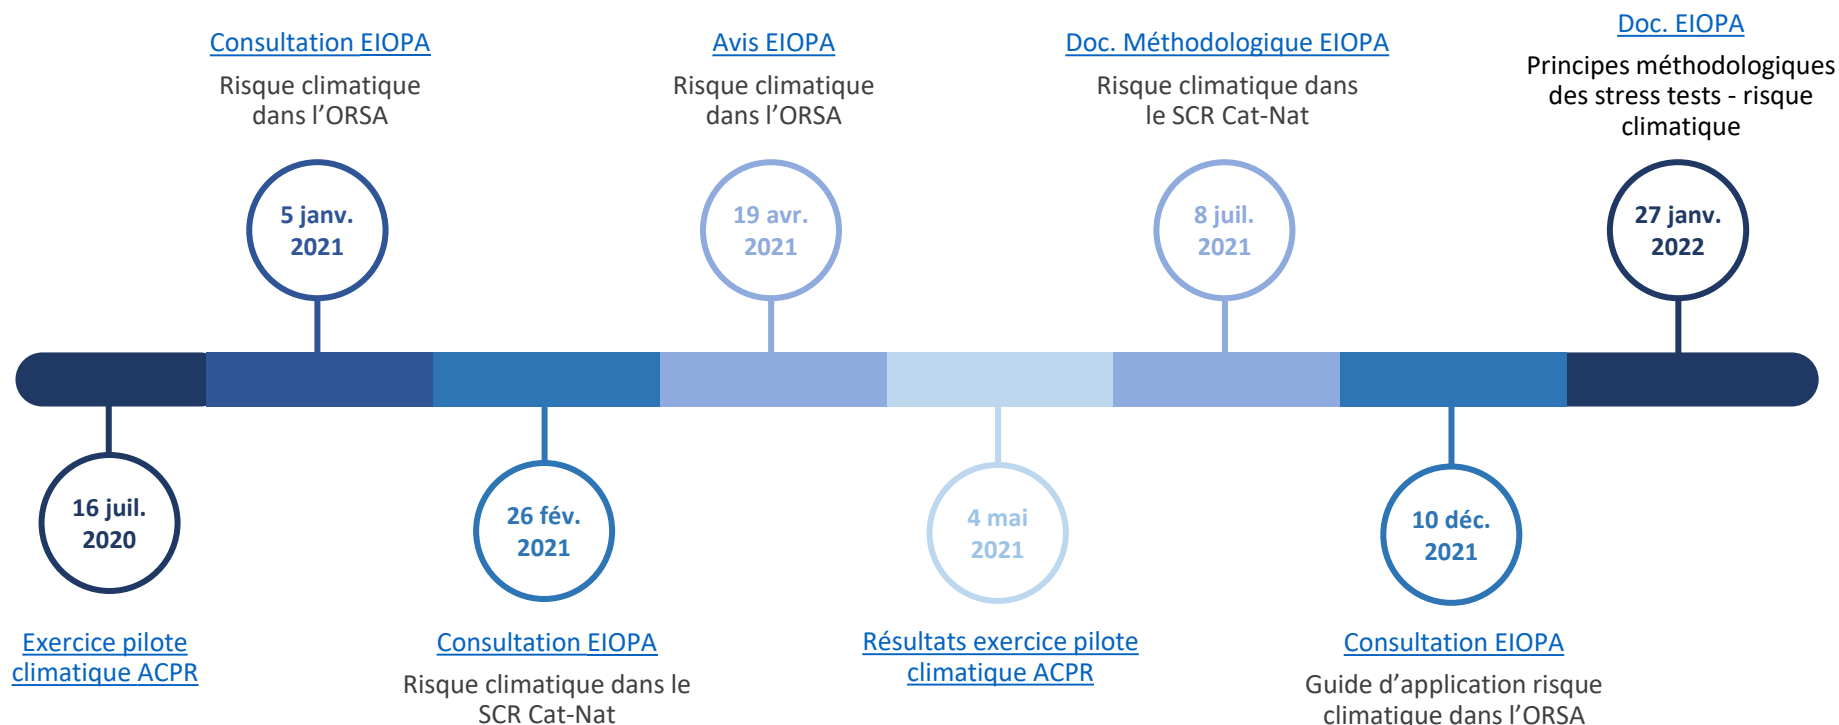 Consultation EIOPA
Risque climatique
dans l'ORSA
5 janv.
2021
Avis EIOPA
Risque climatique
dans l'ORSA
19 avr.
2021
Doc. Méthodologique EIOPA
Risque climatique dans
le SCR Cat-Nat
8 juil.
2021
Doc. EIOPA
Principes méthodologiques
des stress tests - risque
climatique
27 janv.
2022
16 juil.
2020
Exercice pilote
climatique ACPR
26 fév.
2021
Consultation EIOPA
Risque climatique dans le
SCR Cat-Nat
4 mai
2021
Résultats exercice pilote
climatique ACPR
10 déc.
2021
Consultation EIOPA
Guide d'application risque
climatique dans l'ORSA